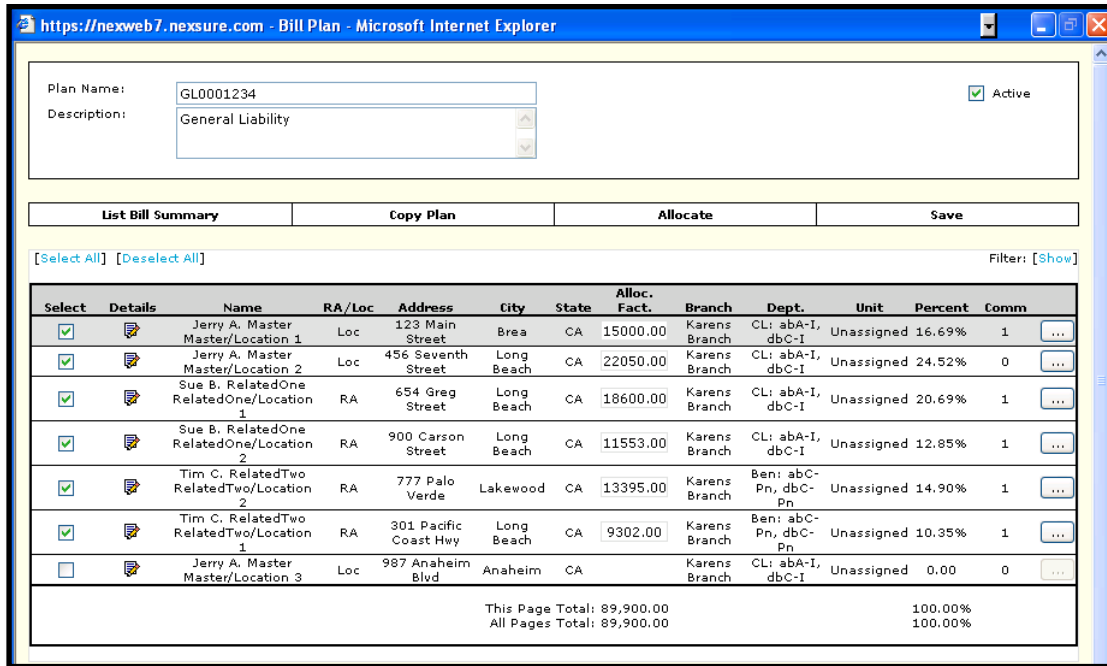 https://nexweb7.nexsure.com - Bill Plan - Microsoft Internet Explorer
Plan Name: GL0001234 Active
Description: General Liability
List Bill Summary Copy Plan Allocate Save
[Select All] [Deselect All] Filter: [Show]
Alloc.
Select Details Name RA/Loc Address City State Fact. Branch Dept. Unit Percent Comm
Jerry A. Master 123 Main Karens CL: abA-I,
Master/Location 1 Loc Street Brea CA 15000.00 Branch dbC-I Unassigned 16.69% 1 ...
Jerry A. Master 456 Seventh Long Karens CL: abA-I,
Master/Location 2 Loc Street Beach CA 22050.00 Branch dbC-I Unassigned 24.52% 0 ...
Sue B. RelatedOne 654 Greg Long Karens CL: abA-I,
RelatedOne/Location RA Street Beach CA 18600.00 Branch dbC-I Unassigned 20.69% 1 ...
1
Sue B. RelatedOne 900 Carson Long Karens CL: abA-I,
RelatedOne/Location RA Street Beach CA 11553.00 Branch dbC-I Unassigned 12.85% 1 ...
2
Tim C. RelatedTwo 777 Palo Karens Ben: abC-
RelatedTwo/Location RA Verde Lakewood CA 13395.00 Branch Pn, dbC- Unassigned 14.90% 1 ...
2 Pn
Tim C. RelatedTwo 301 Pacific Long Karens Ben: abC-
RelatedTwo/Location RA Coast Hwy Beach CA 9302.00 Branch Pn, dbC- Unassigned 10.35% 1 ...
1 Pn
Jerry A. Master 987 Anaheim Karens CL: abA-I,
Master/Location 3 Loc Blvd Anaheim CA Branch dbC-I Unassigned 0.00 0 ...
This Page Total: 89,900.00 100.00%
All Pages Total: 89,900.00 100.00%